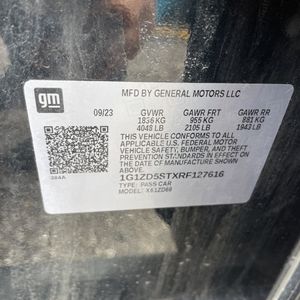 gm
MFD BY GENERAL MOTORS LLC
09/23 GVWR GAWR FRT GAWR RR
1836 KG 955 KG 881 KG
4048 LB 2105 LB 1943 LB
THIS VEHICLE CONFORMS TO ALL
APPLICABLE U.S. FEDERAL MOTOR
VEHICLE SAFETY, BUMPER, AND THEFT
PREVENTION STANDARDS IN EFFECT ON
THE DATE OF MANUFACTURE SHOWN ABOVE.
1G1ZD5STXRF127616
TYPE: PASS CAR
MODEL: X61ZD69